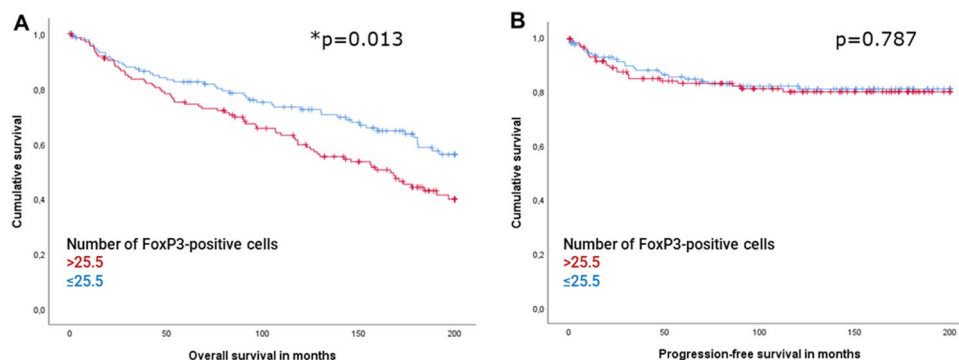 A
*p=0.013
1,0
0,8
0,6
0,4
0,2
0,0
Cumulative survival
Number of FoxP3-positive cells
>25.5
≤25.5
0 50 100 150 200
Overall survival in months
B
p=0.787
1,0
0,8
0,6
0,4
0,2
0,0
Cumulative survival
Number of FoxP3-positive cells
>25.5
≤25.5
0 50 100 150 200
Progression-free survival in months